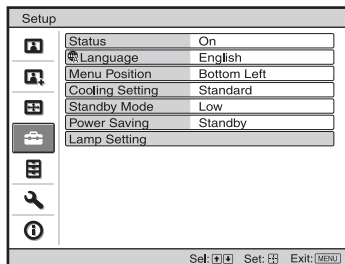 Setup
Status On
Language English
Menu Position Bottom Left
Cooling Setting Standard
Standby Mode Low
Power Saving Standby
Lamp Setting
Sel: Set: Exit: MENU